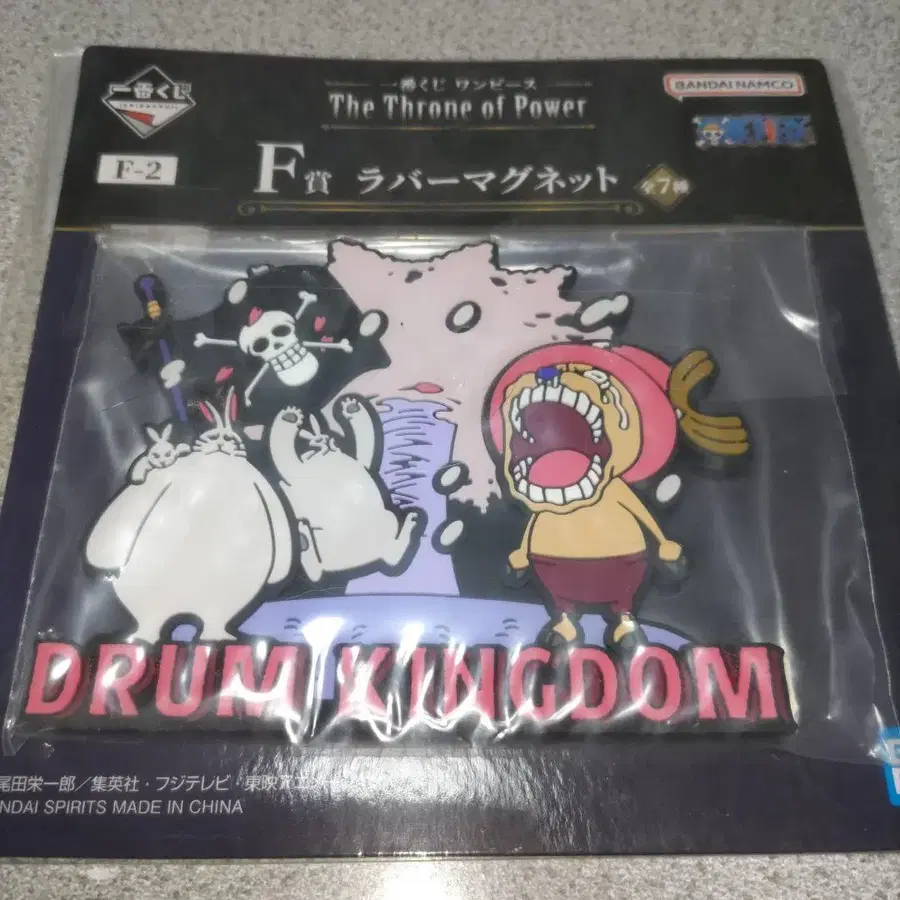 一番くじ
ICHIBANKUJI
一番くじ ワンピース
The Throne of Power
BANDAI NAMCO
F-2
F賞 ラバーマグネット 全7種
DRUM KINGDOM
尾田栄一郎／集英社・フジテレビ・東映アニ
NDAI SPIRITS MADE IN CHINA